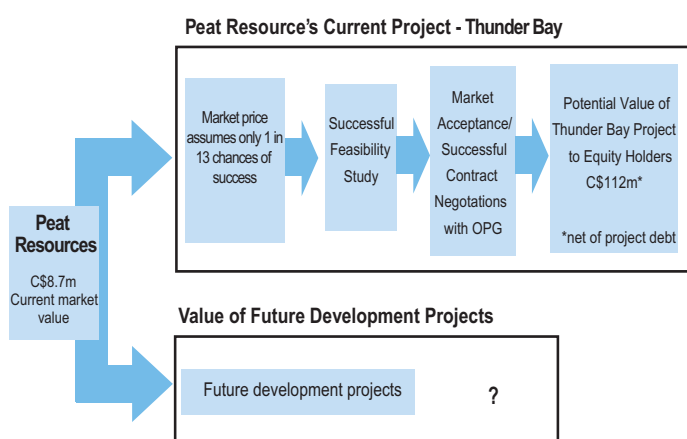 Peat Resource's Current Project - Thunder Bay
Market price
assumes only 1 in
13 chances of
success
Successful
Feasibility
Study
Market
Acceptance/
Successful
Contract
Negotations
with OPG
Potential Value of
Thunder Bay Project
to Equity Holders
C$112m*
*net of project debt
Peat
Resources
C$8.7m
Current market
value
Value of Future Development Projects
Future development projects
?